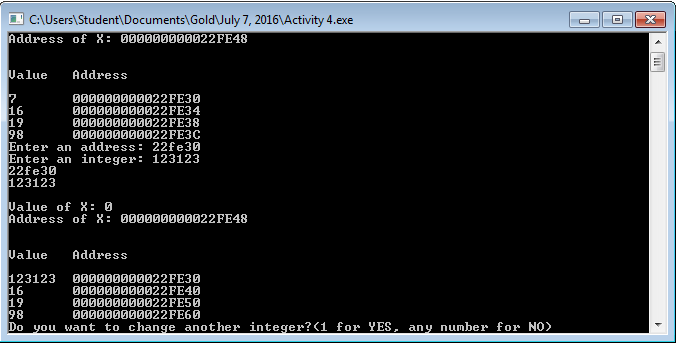 C:\Users\Student\Documents\Gold\July 7, 2016\Activity 4.exe
Address of X: 000000000022FE48
Value   Address
7       000000000022FE30
16      000000000022FE34
19      000000000022FE38
98      000000000022FE3C
Enter an address: 22fe30
Enter an integer: 123123
22fe30
123123
Value of X: 0
Address of X: 000000000022FE48
Value   Address
123123  000000000022FE30
16      000000000022FE40
19      000000000022FE50
98      000000000022FE60
Do you want to change another integer?(1 for YES, any number for NO)